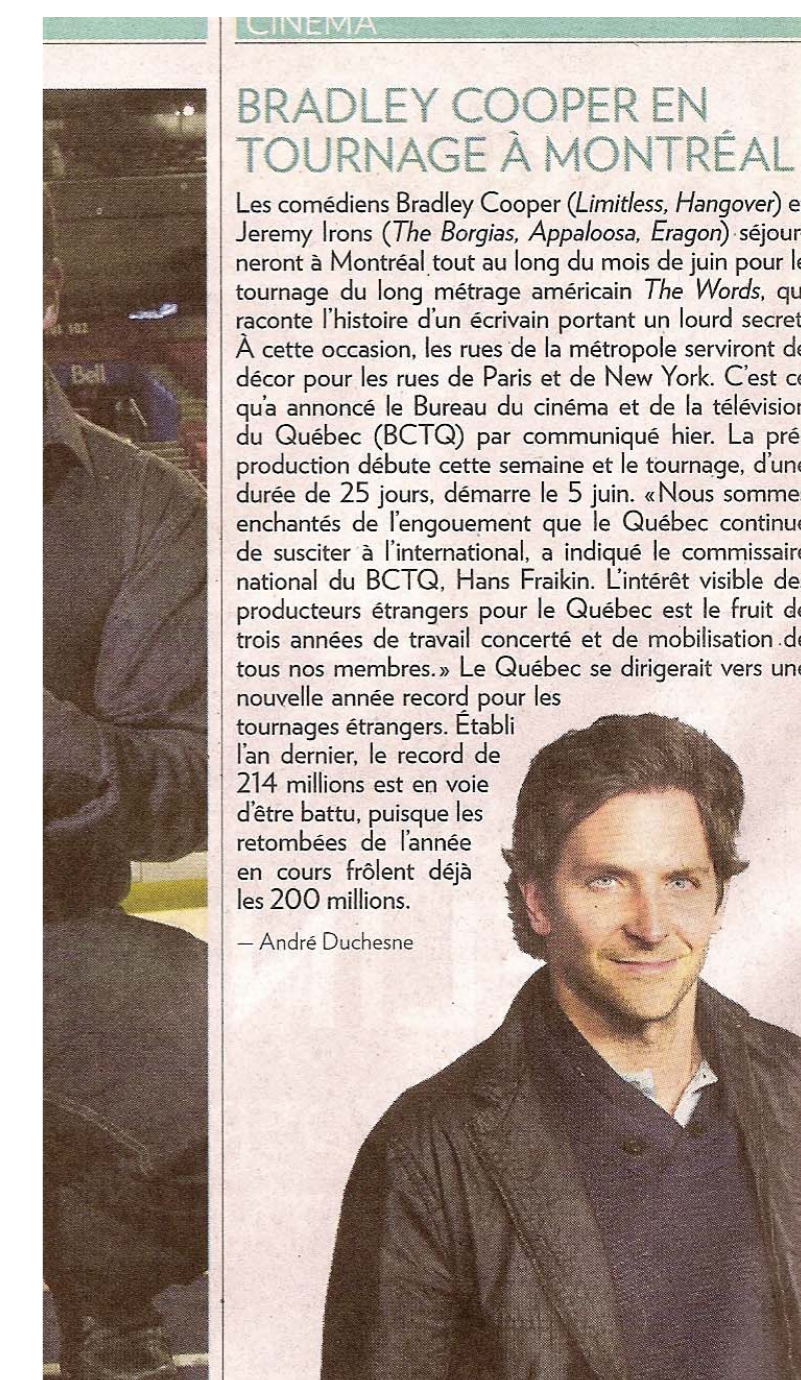 CINÉMA
BRADLEY COOPER EN
TOURNAGE À MONTRÉAL
Les comédiens Bradley Cooper (Limitless, Hangover) e
Jeremy Irons (The Borgias, Appaloosa, Eragon) séjour
neront à Montréal tout au long du mois de juin pour le
tournage du long métrage américain The Words, qu
raconte l'histoire d'un écrivain portant un lourd secret
À cette occasion, les rues de la métropole serviront de
décor pour les rues de Paris et de New York. C'est ce
qu'a annoncé le Bureau du cinéma et de la télévision
du Québec (BCTQ) par communiqué hier. La pré
production débute cette semaine et le tournage, d'une
durée de 25 jours, démarre le 5 juin. «Nous somme
enchantés de l'engouement que le Québec continue
de susciter à l'international, a indiqué le commissaire
national du BCTQ, Hans Fraikin. L'intérêt visible de
producteurs étrangers pour le Québec est le fruit de
trois années de travail concerté et de mobilisation de
tous nos membres.» Le Québec se dirigerait vers une
nouvelle année record pour les
tournages étrangers. Établi
l'an dernier, le record de
214 millions est en voie
d'être battu, puisque les
retombées de l'année
en cours frôlent déjà
les 200 millions.
– André Duchesne
102
Bell